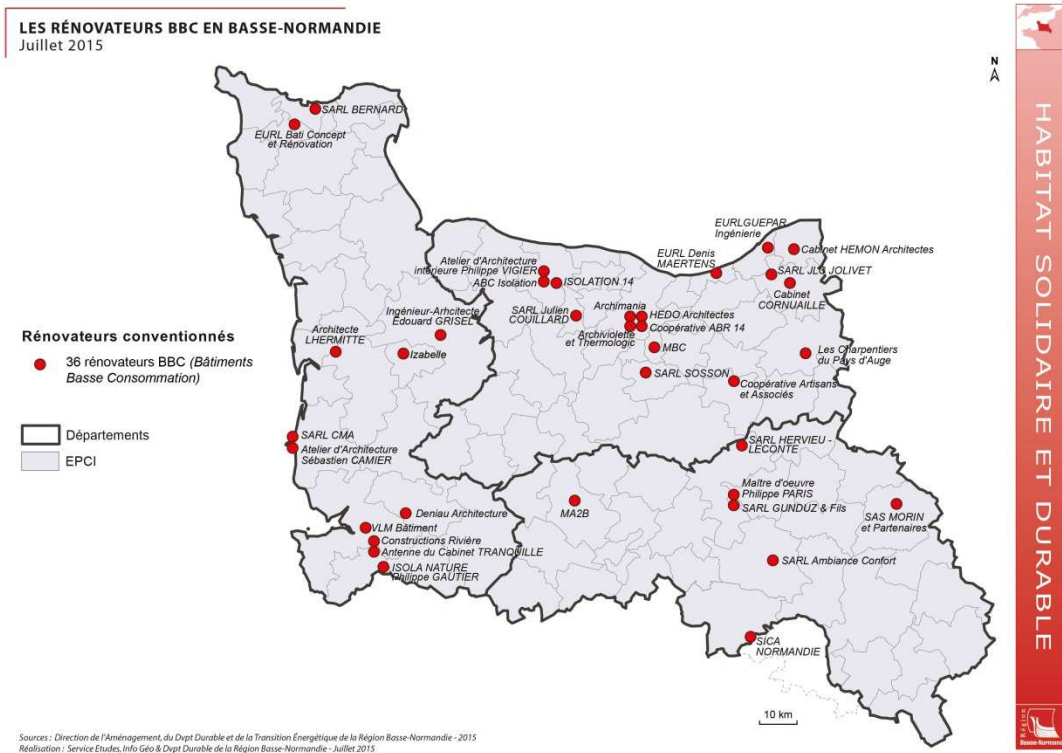 LES RÉNOVATEURS BBC EN BASSE-NORMANDIE
Juillet 2015
N
SARL BERNARD
EURL Bati Concept
et Rénovation
EURLGUEPAR
Ingénierie
Cabinet HEMON Architectes
EURL Denis
MAERTENS
SARL JLC JOLIVET
Cabinet
CORNUAILLE
Atelier d'Architecture
intérieure Philippe VIGIER
ABC Isolation
ISOLATION 14
SARL Julien
COUILLARD
Archimania
HEDO Architectes
Archiviolette
et Thermologic
Coopérative ABR 14
MBC
Ingénieur-Arhcitecte
Edouard GRISEL
Architecte
LHERMITTE
Izabelle
Les Charpentiers
du Pays d'Auge
SARL SOSSON
Coopérative Artisans
et Associés
Rénovateurs conventionnés
36 rénovateurs BBC (Bâtiments
Basse Consommation)
Départements
EPCI
SARL CMA
Atelier d'Architecture
Sébastien CAMIER
SARL HERVIEU -
LECONTE
Maître d'oeuvre
Philippe PARIS
SARL GUNDUZ & Fils
MA2B
SAS MORIN
et Partenaires
Deniau Architecture
VLM Bâtiment
Constructions Rivière
Antenne du Cabinet TRANQUILLE
ISOLA NATURE
Philippe GAUTIER
SARL Ambiance Confort
SICA
NORMANDIE
10 km
Sources : Direction de l'Aménagement, du Dvpt Durable et de la Transition Énergetique de la Région Basse-Normandie - 2015
Réalisation : Service Etudes, Info Géo & Dvpt Durable de la Région Basse-Normandie - Juillet 2015
HABITAT SOLIDAIRE ET DURABLE
Région
Basse-Normandie